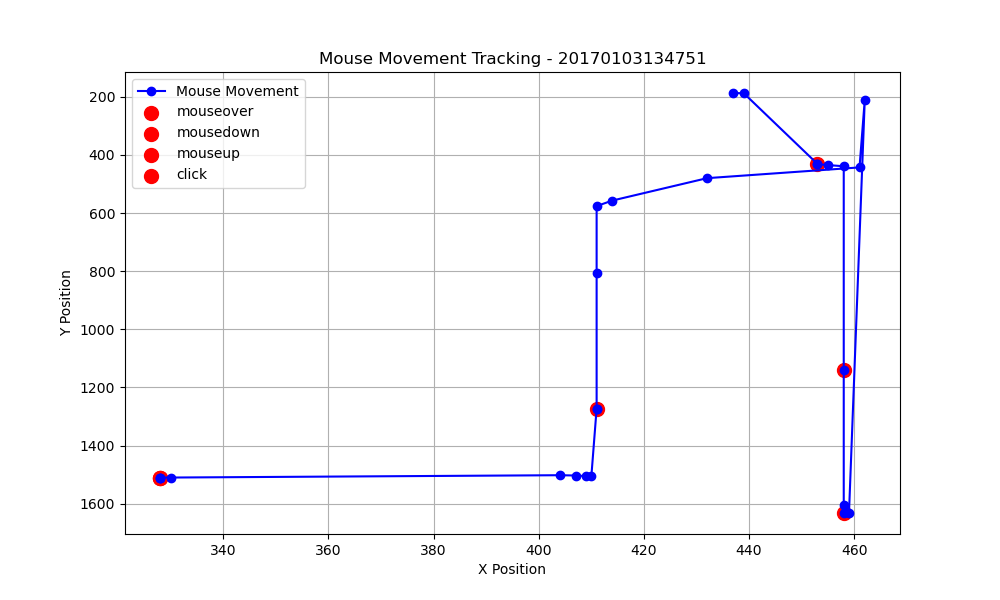 Mouse Movement Tracking - 20170103134751
Mouse Movement
mouseover
mousedown
mouseup
click
200
400
600
800
1000
1200
1400
1600
Y Position
340 360 380 400 420 440 460
X Position